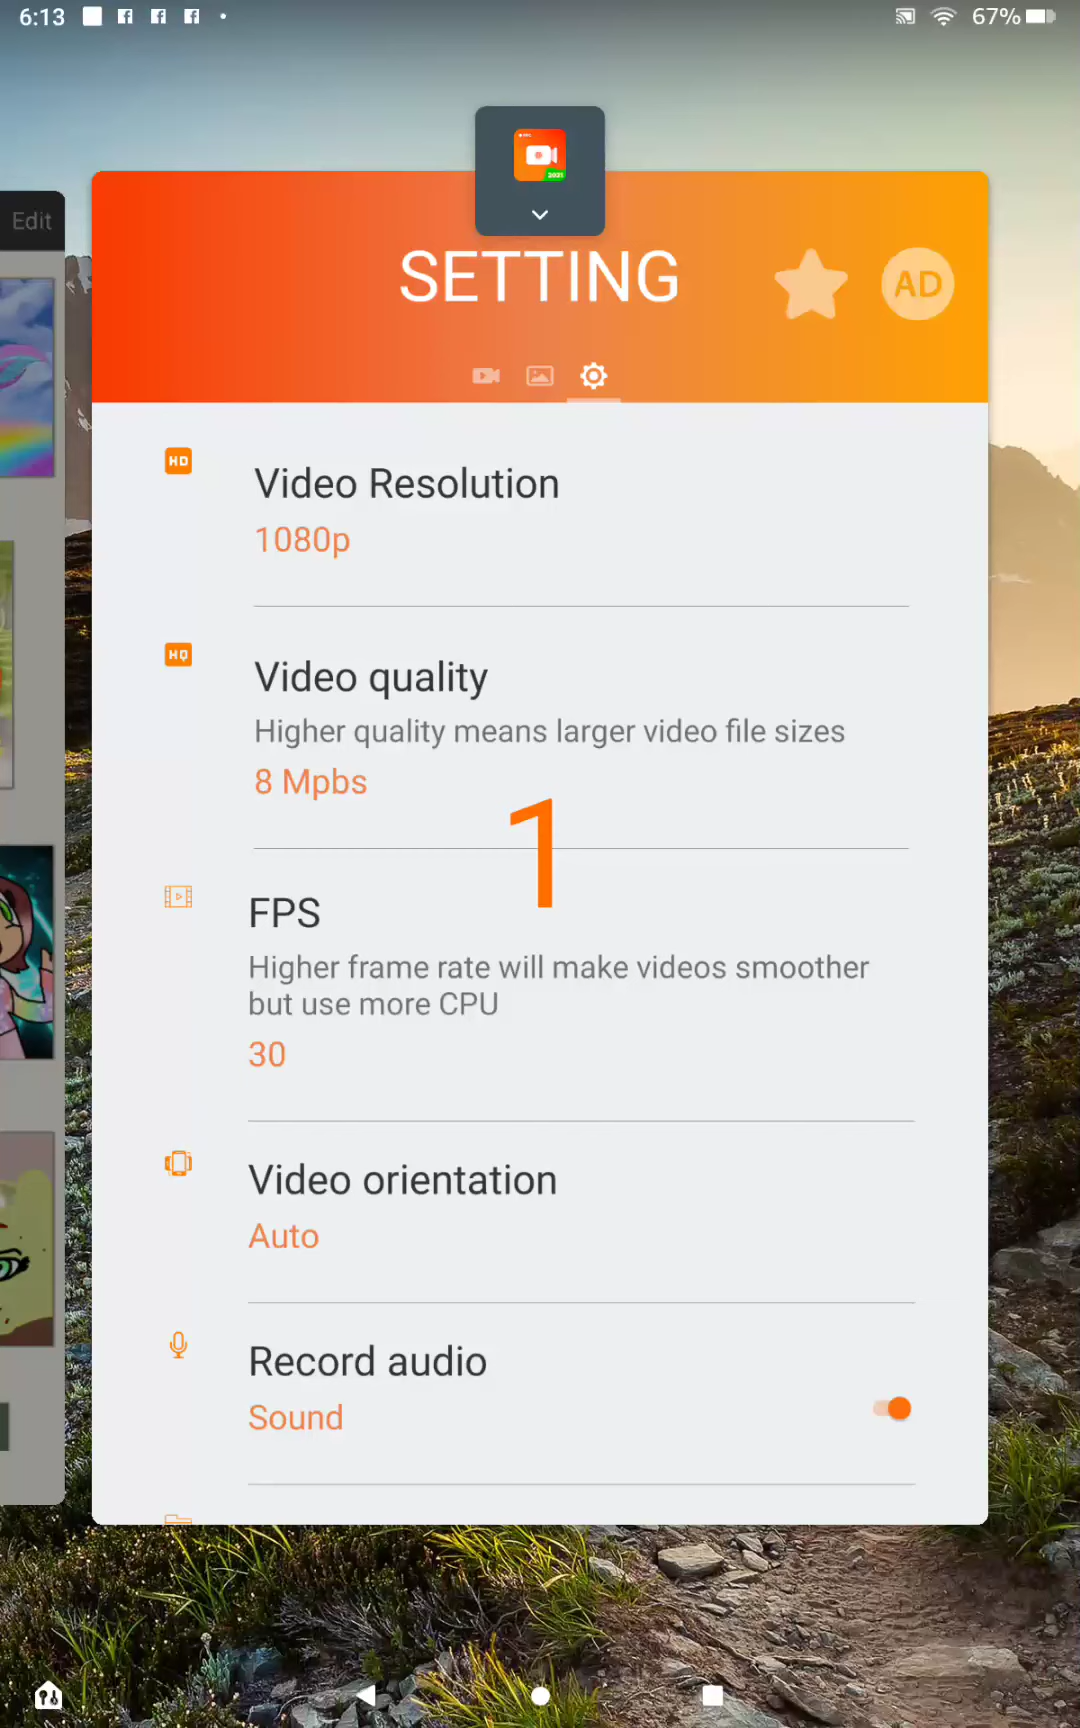 6:13
67%
2021
Edit
SETTING
AD
HD
Video Resolution
1080p
HQ
Video quality
Higher quality means larger video file sizes
8 Mpbs
1
FPS
Higher frame rate will make videos smoother
but use more CPU
30
Video orientation
Auto
Record audio
Sound